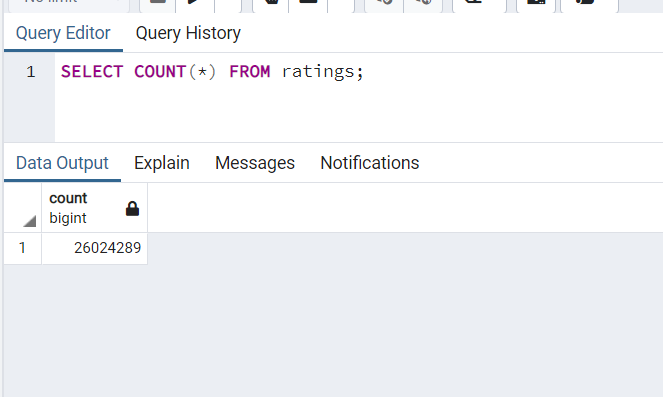 No limit
Query Editor Query History
1 SELECT COUNT(*) FROM ratings;
Data Output Explain Messages Notifications
count
bigint
1 26024289